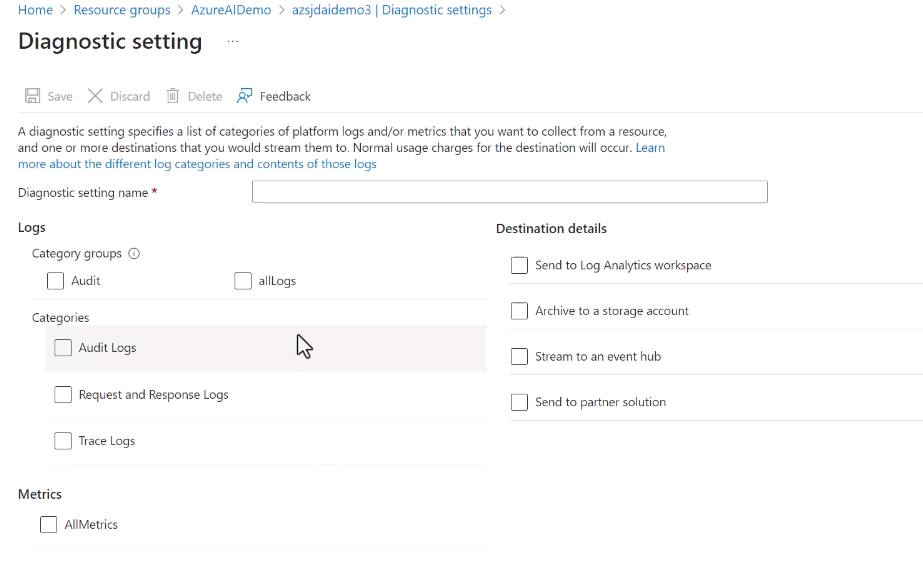 Home > Resource groups > AzureAIDemo > azsjdaidemo3 | Diagnostic settings >
Diagnostic setting ...
Save Discard Delete Feedback
A diagnostic setting specifies a list of categories of platform logs and/or metrics that you want to collect from a resource,
and one or more destinations that you would stream them to. Normal usage charges for the destination will occur. Learn
more about the different log categories and contents of those logs
Diagnostic setting name *
Logs
Category groups
Audit allLogs
Categories
Audit Logs
Request and Response Logs
Trace Logs
Metrics
AllMetrics
Destination details
Send to Log Analytics workspace
Archive to a storage account
Stream to an event hub
Send to partner solution